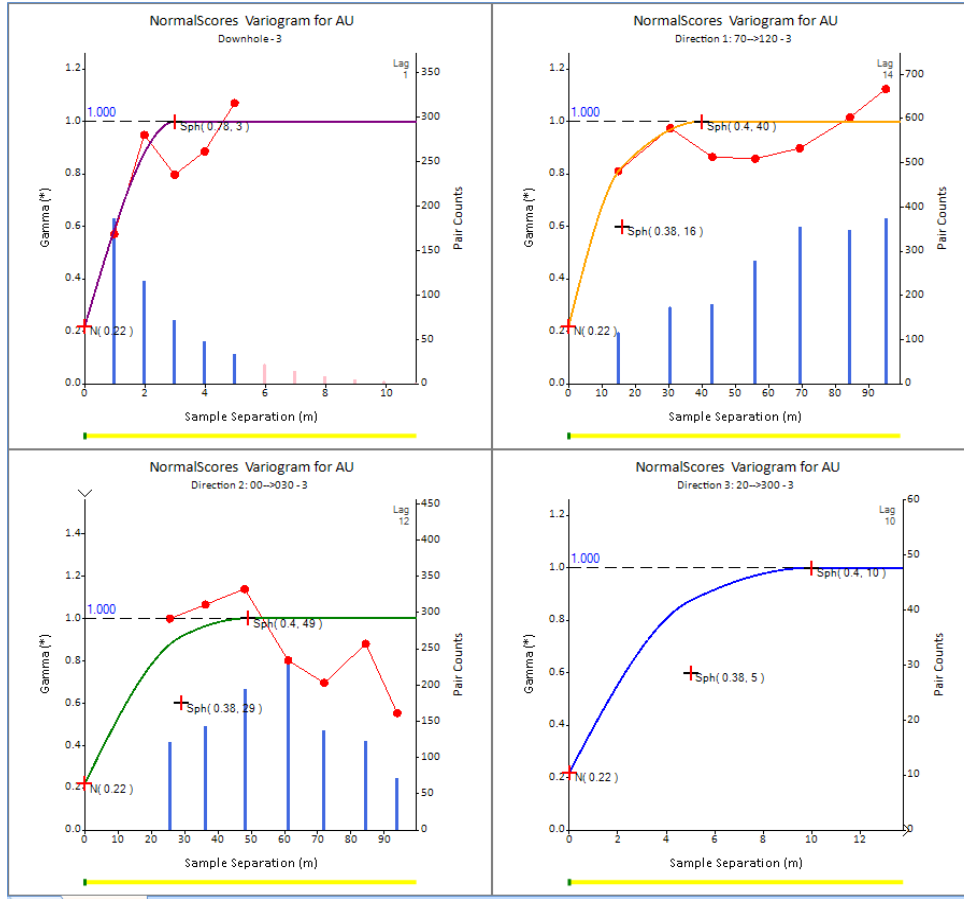 NormalScores Variogram for AU
Downhole - 3
Lag
1
1.2
1.0
0.8
0.6
0.4
0.2
0.0
Gamma (*)
1.000
Sph( 0.78, 3 )
N( 0.22 )
350
300
250
200
150
100
50
0
Pair Counts
0 2 4 6 8 10
Sample Separation (m)
NormalScores Variogram for AU
Direction 1: 70-->120 - 3
Lag
14
1.2
1.0
0.8
0.6
0.4
0.2
0.0
Gamma (*)
1.000
Sph( 0.4, 40 )
Sph( 0.38, 16 )
N( 0.22 )
700
600
500
400
300
200
100
0
Pair Counts
0 10 20 30 40 50 60 70 80 90
Sample Separation (m)
NormalScores Variogram for AU
Direction 2: 00-->030 - 3
Lag
12
1.4
1.2
1.0
0.8
0.6
0.4
0.2
0.0
Gamma (*)
1.000
Sph( 0.4, 49 )
Sph( 0.38, 29 )
N( 0.22 )
450
400
350
300
250
200
150
100
50
0
Pair Counts
0 10 20 30 40 50 60 70 80 90
Sample Separation (m)
NormalScores Variogram for AU
Direction 3: 20-->300 - 3
Lag
10
1.2
1.0
0.8
0.6
0.4
0.2
0.0
Gamma (*)
1.000
Sph( 0.4, 10 )
Sph( 0.38, 5 )
N( 0.22 )
60
50
40
30
20
10
0
Pair Counts
0 2 4 6 8 10 12
Sample Separation (m)